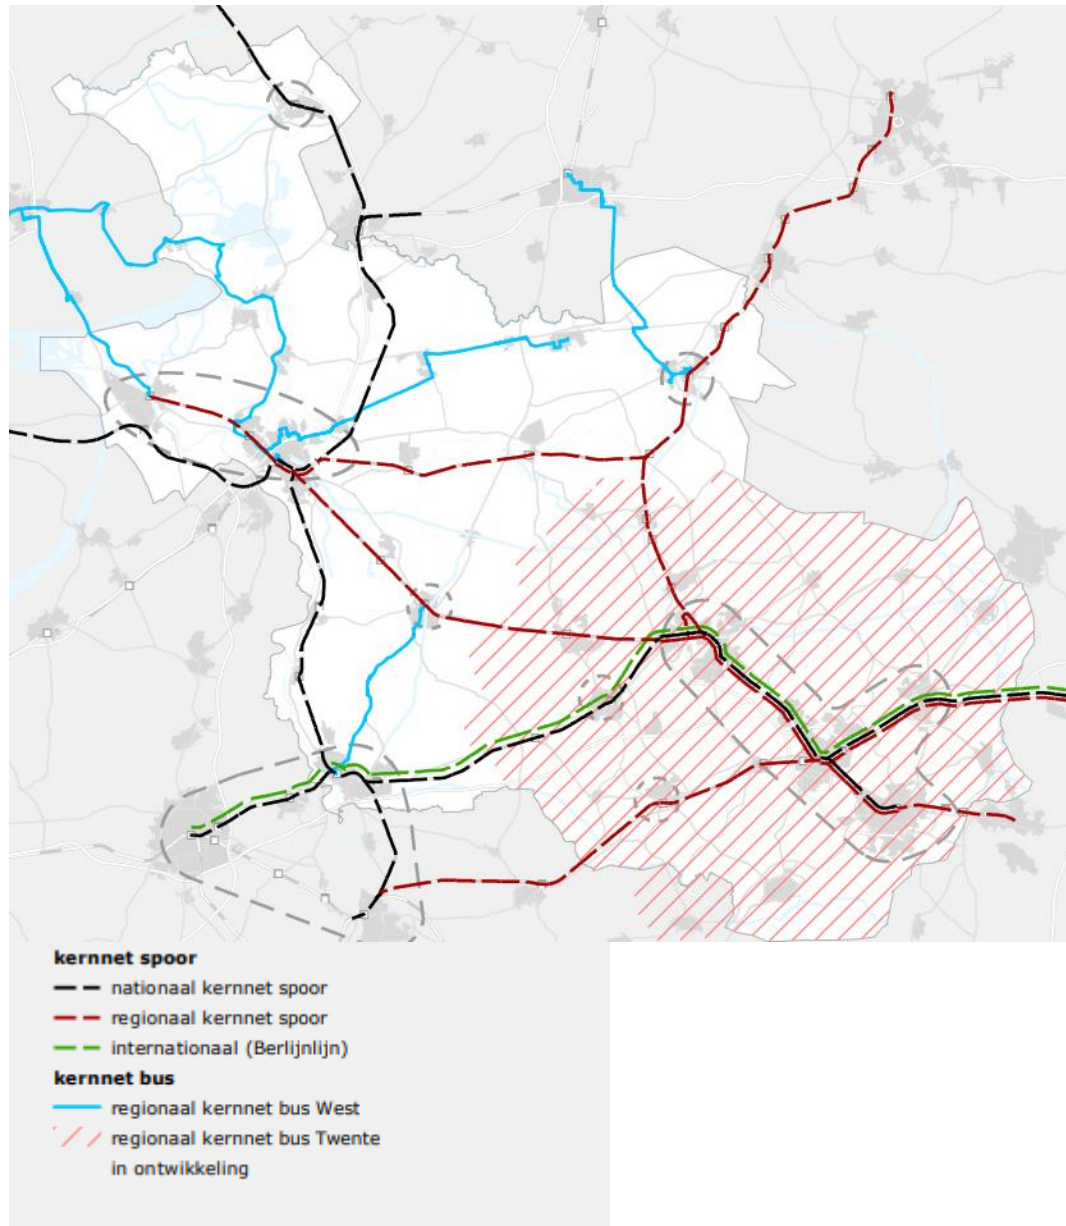 kernnet spoor
nationaal kernnet spoor
regionaal kernnet spoor
internationaal (Berlijnlijn)
kernnet bus
regionaal kernnet bus West
regionaal kernnet bus Twente
in ontwikkeling